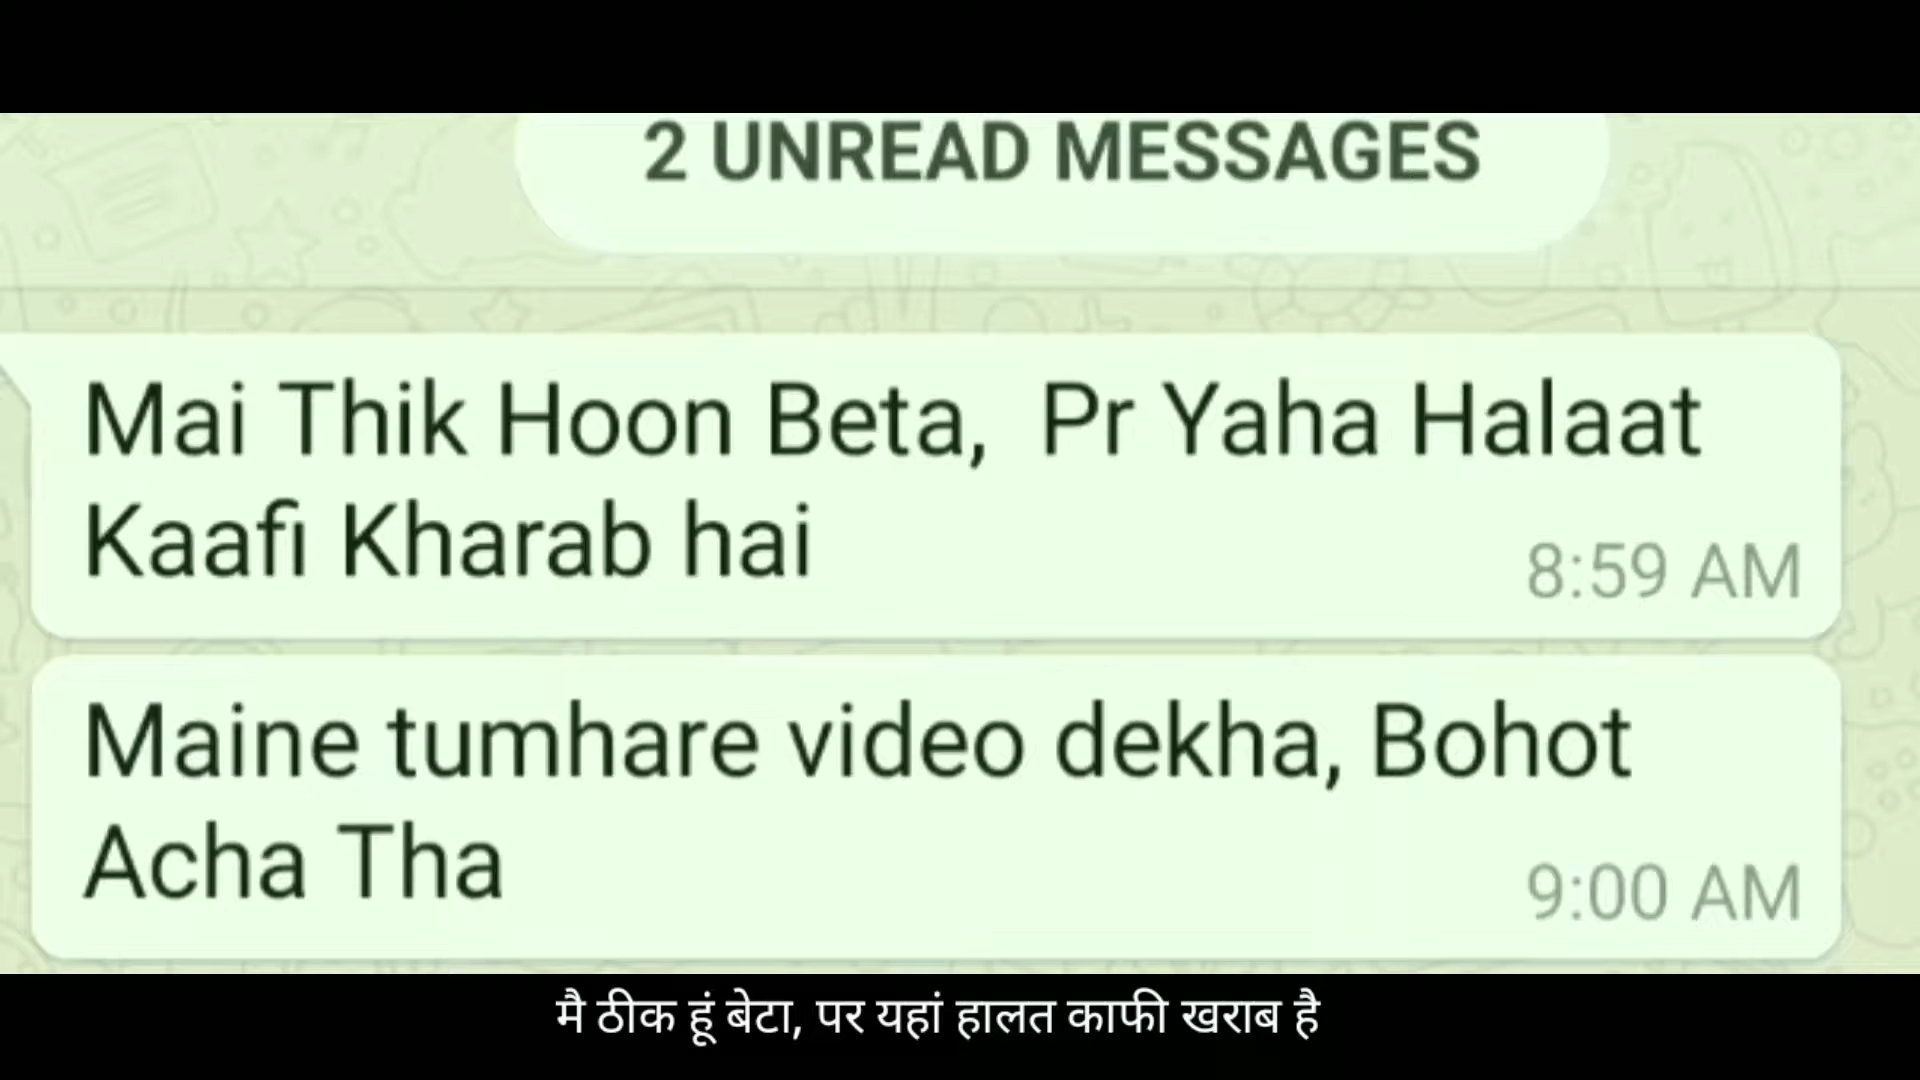 2 UNREAD MESSAGES
Mai Thik Hoon Beta,  Pr Yaha Halaat
Kaafi Kharab hai
8:59 AM
Maine tumhare video dekha, Bohot
Acha Tha
9:00 AM
मै ठीक हूं बेटा, पर यहां हालत काफी खराब है